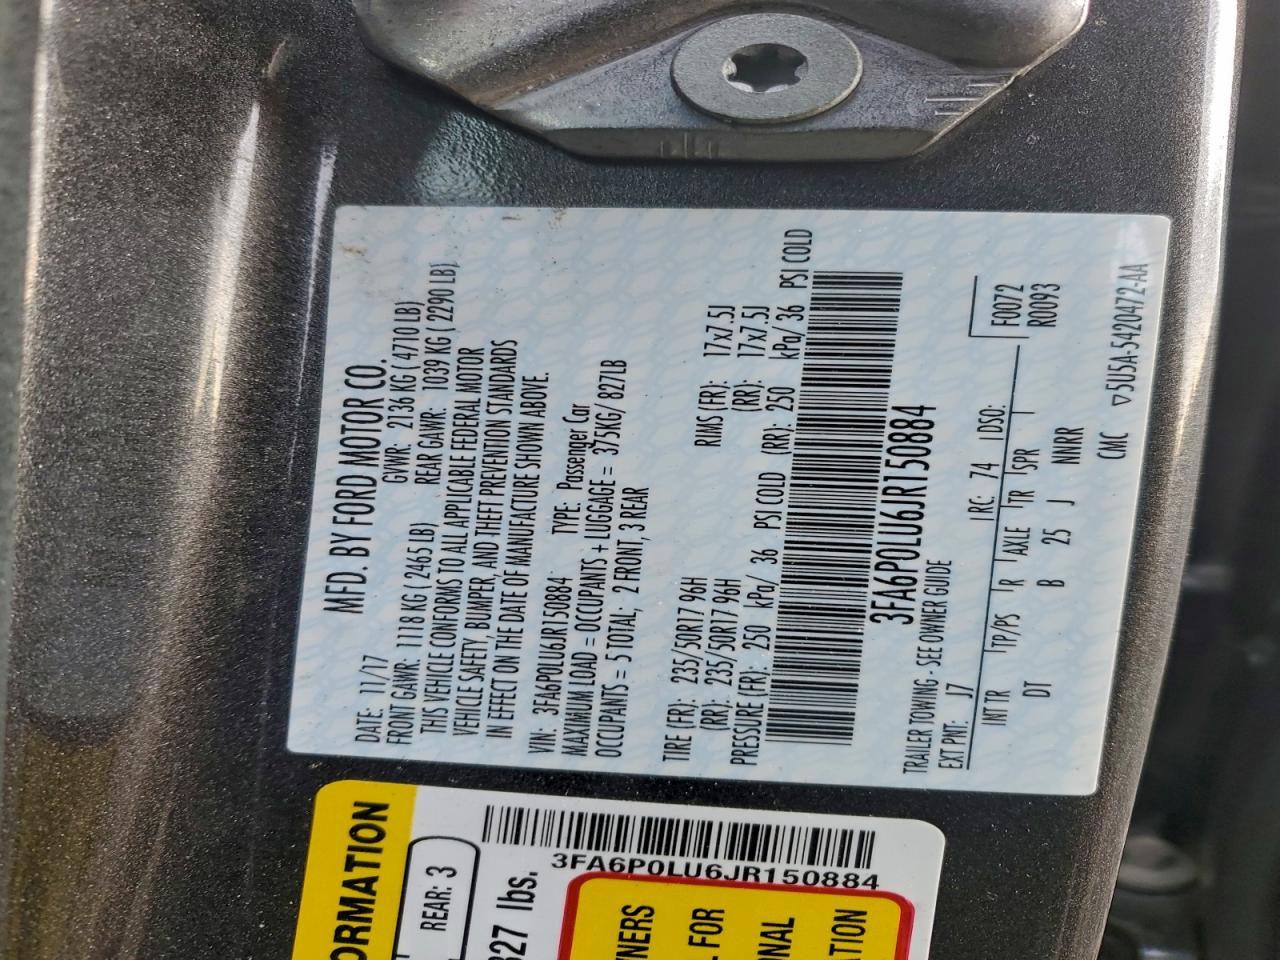 MFD. BY FORD MOTOR CO.
DATE: 11/17 GVWR: 2136 KG ( 4710 LB)
FRONT GAWR: 1118 KG ( 2465 LB) REAR GAWR: 1039 KG ( 2290 LB)
THIS VEHICLE CONFORMS TO ALL APPLICABLE FEDERAL MOTOR
VEHICLE SAFETY, BUMPER, AND THEFT PREVENTION STANDARDS
IN EFFECT ON THE DATE OF MANUFACTURE SHOWN ABOVE.
VIN: 3FA6P0LU6JR150884 TYPE: Passenger Car
MAXIMUM LOAD = OCCUPANTS + LUGGAGE = 375KG/ 827LB
OCCUPANTS = 5 TOTAL; 2 FRONT, 3 REAR
TIRE (FR): 235/50R17 96H RIMS (FR): 17x7.5J
(RR): 235/50R17 96H (RR): 17x7.5J
PRESSURE (FR): 250 kPa/ 36 PSI COLD (RR): 250 kPa/ 36 PSI COLD
3FA6P0LU6JR150884
TRAILER TOWING - SEE OWNER GUIDE
EXT PNT: J7 RC: 74 DSO: F0072
R0093
INT TR TP/PS R AXLE TR SPR
DT B 25 J NNRR
CMC ▽5U5A-5420472-AA
ORMATION
REAR: 3
827 lbs.
3FA6P0LU6JR150884
TNERS
L FOR
ONAL
ATION